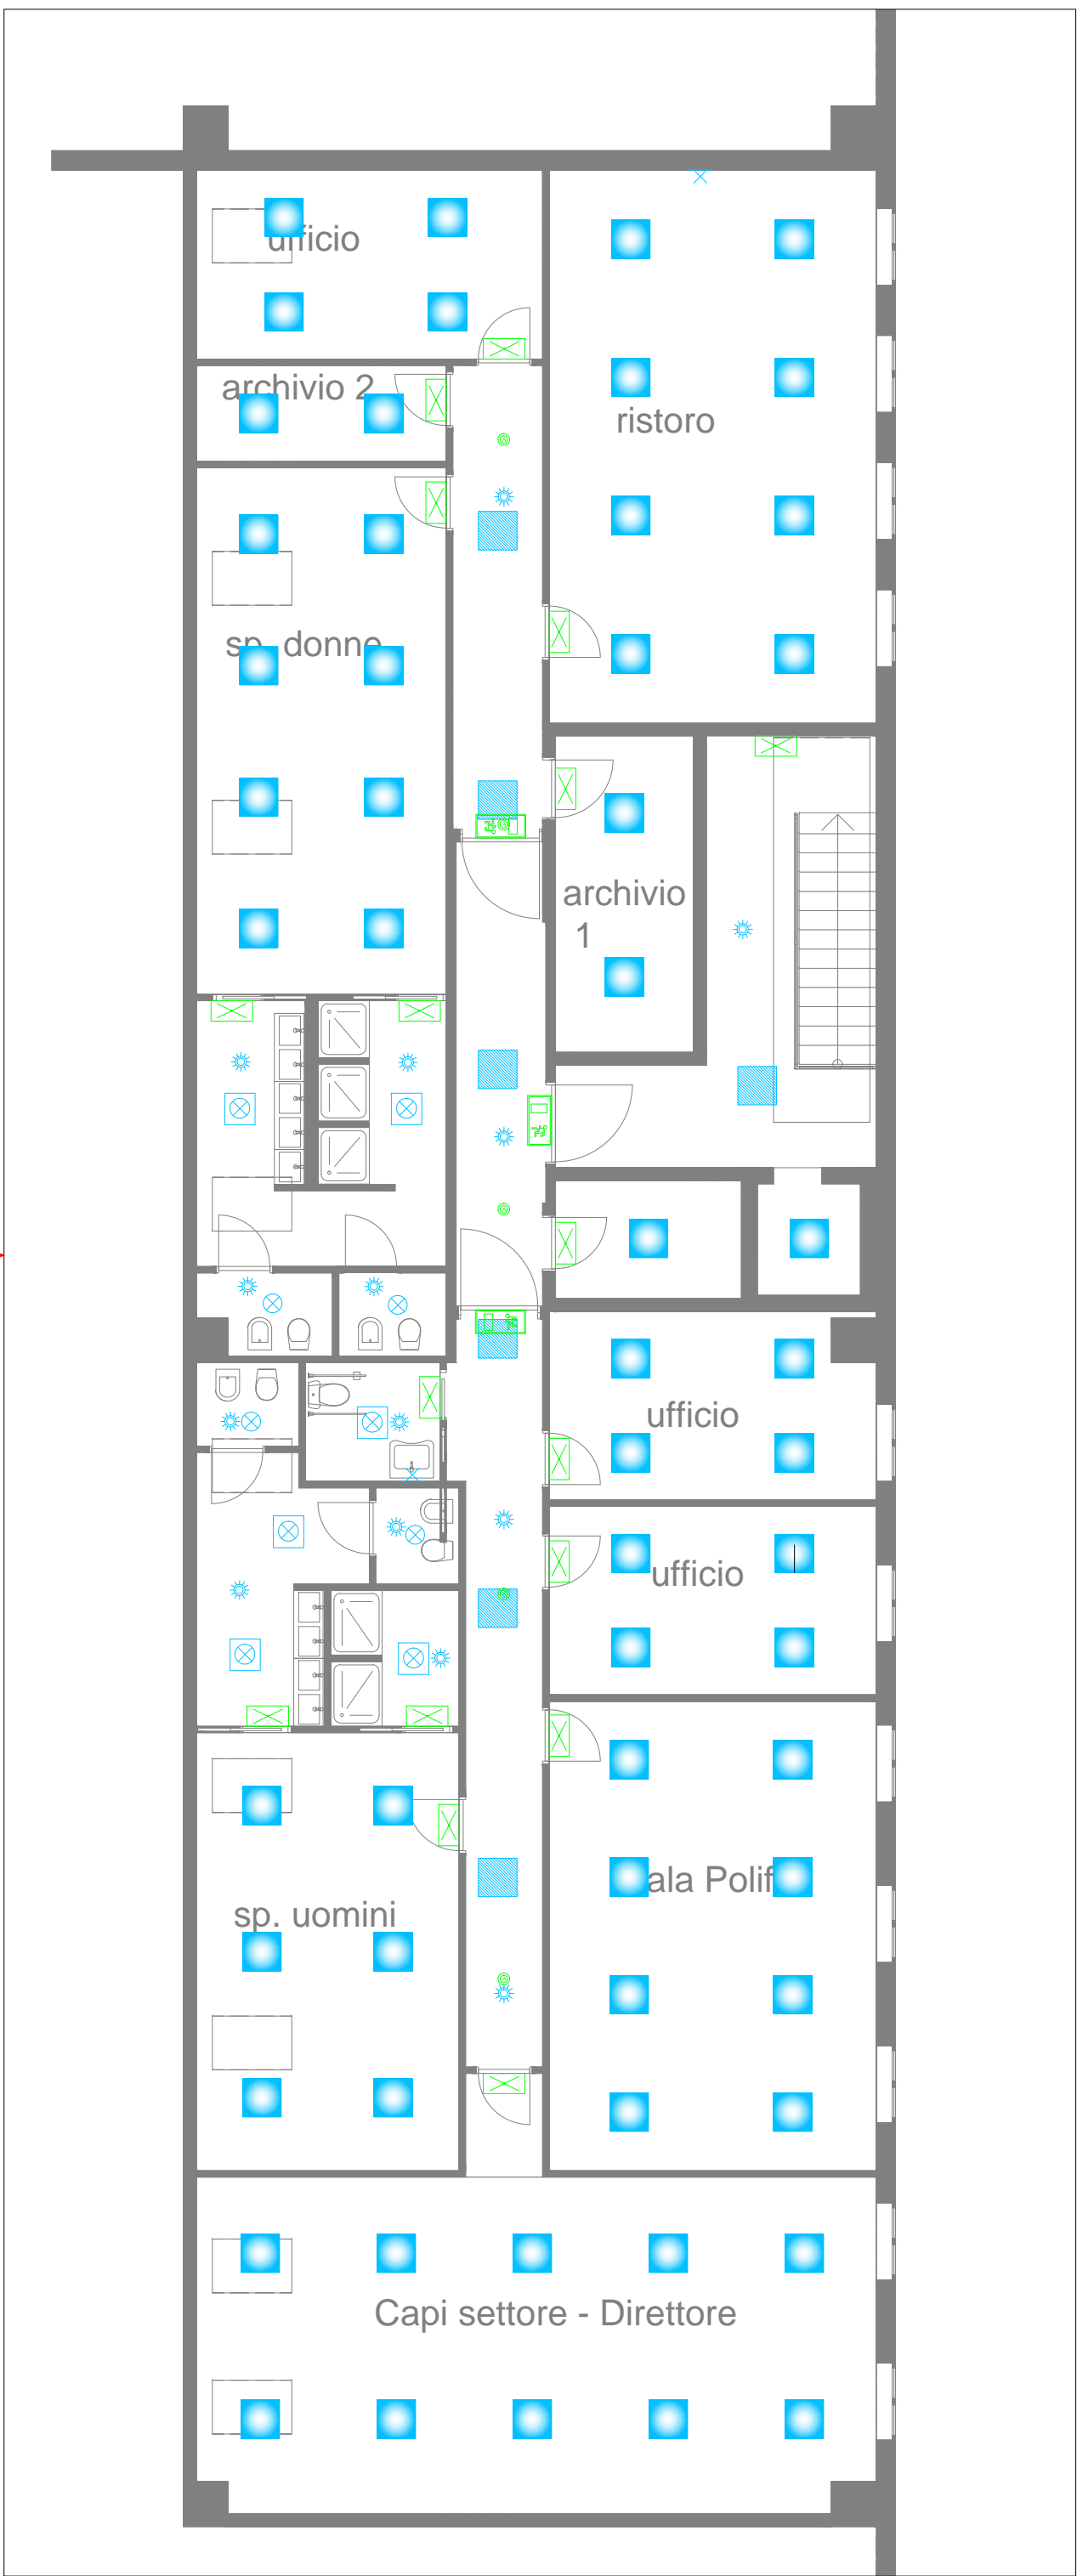 ufficio
archivio 2
ristoro
sp. donne
archivio
1
ufficio
ufficio
ala Polif
sp. uomini
Capi settore - Direttore